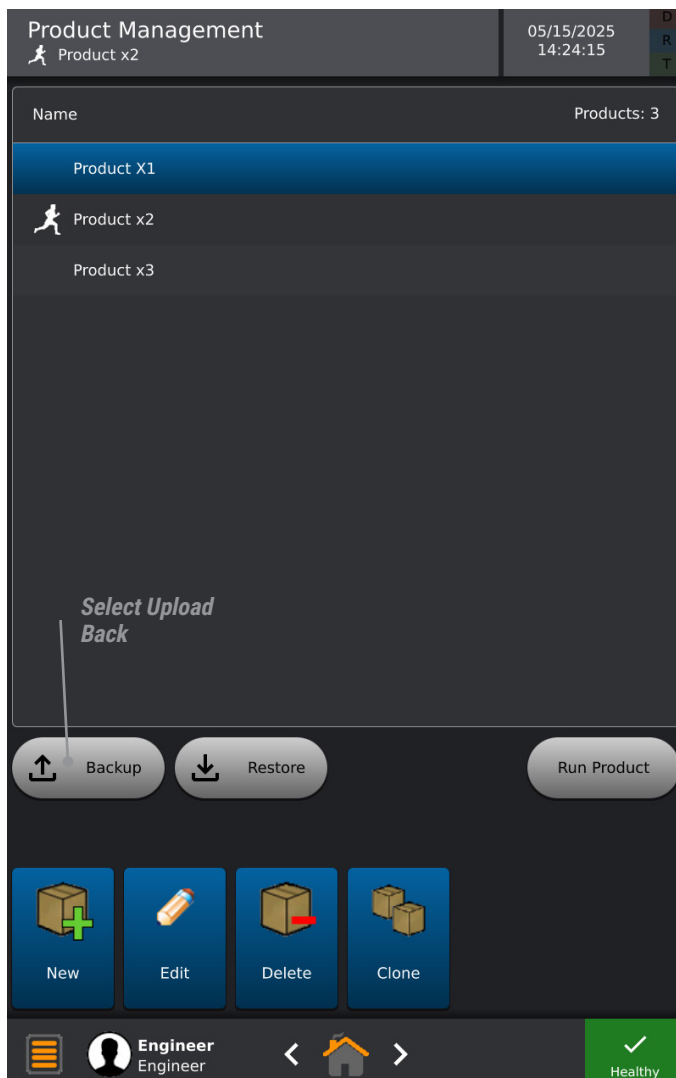 Product Management
Product x2
05/15/2025
14:24:15
D
R
T
Name
Products: 3
Product X1
Product x2
Product x3
Select Upload
Back
Backup
Restore
Run Product
New
Edit
Delete
Clone
Engineer
Engineer
Healthy